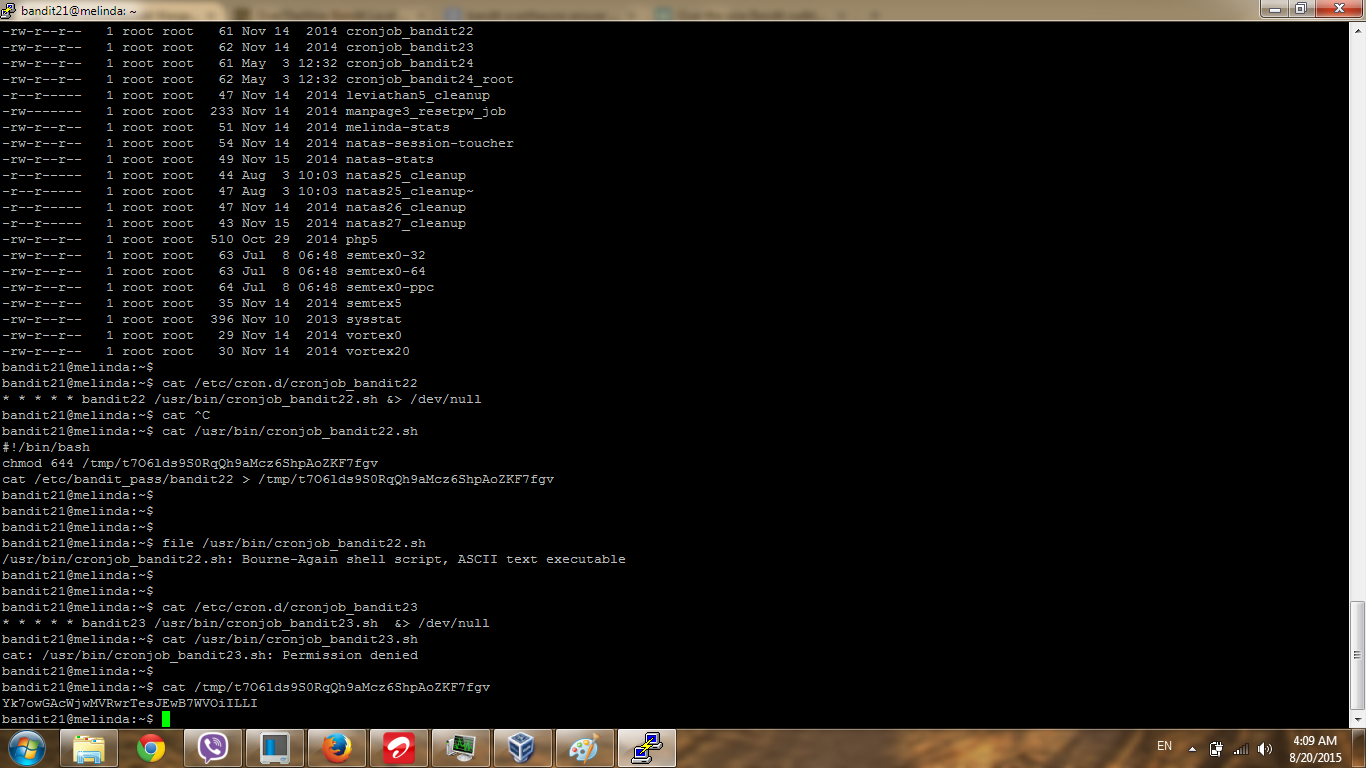 bandit21@melinda: ~
-rw-r--r--   1 root root   61 Nov 14  2014 cronjob_bandit22
-rw-r--r--   1 root root   62 Nov 14  2014 cronjob_bandit23
-rw-r--r--   1 root root   61 May  3 12:32 cronjob_bandit24
-rw-r--r--   1 root root   62 May  3 12:32 cronjob_bandit24_root
-r--r-----   1 root root   47 Nov 14  2014 leviathan5_cleanup
-rw-------   1 root root  233 Nov 14  2014 manpage3_resetpw_job
-rw-r--r--   1 root root   51 Nov 14  2014 melinda-stats
-rw-r--r--   1 root root   54 Nov 14  2014 natas-session-toucher
-rw-r--r--   1 root root   49 Nov 15  2014 natas-stats
-r--r-----   1 root root   44 Aug  3 10:03 natas25_cleanup
-r--r-----   1 root root   47 Aug  3 10:03 natas25_cleanup~
-r--r-----   1 root root   47 Nov 14  2014 natas26_cleanup
-r--r-----   1 root root   43 Nov 15  2014 natas27_cleanup
-rw-r--r--   1 root root  510 Oct 29  2014 php5
-rw-r--r--   1 root root   63 Jul  8 06:48 semtex0-32
-rw-r--r--   1 root root   63 Jul  8 06:48 semtex0-64
-rw-r--r--   1 root root   64 Jul  8 06:48 semtex0-ppc
-rw-r--r--   1 root root   35 Nov 14  2014 semtex5
-rw-r--r--   1 root root  396 Nov 10  2013 sysstat
-rw-r--r--   1 root root   29 Nov 14  2014 vortex0
-rw-r--r--   1 root root   30 Nov 14  2014 vortex20
bandit21@melinda:~$
bandit21@melinda:~$ cat /etc/cron.d/cronjob_bandit22
* * * * * bandit22 /usr/bin/cronjob_bandit22.sh &> /dev/null
bandit21@melinda:~$ cat ^C
bandit21@melinda:~$ cat /usr/bin/cronjob_bandit22.sh
#!/bin/bash
chmod 644 /tmp/t7O6lds9S0RqQh9aMcz6ShpAoZKF7fgv
cat /etc/bandit_pass/bandit22 > /tmp/t7O6lds9S0RqQh9aMcz6ShpAoZKF7fgv
bandit21@melinda:~$
bandit21@melinda:~$
bandit21@melinda:~$
bandit21@melinda:~$ file /usr/bin/cronjob_bandit22.sh
/usr/bin/cronjob_bandit22.sh: Bourne-Again shell script, ASCII text executable
bandit21@melinda:~$
bandit21@melinda:~$
bandit21@melinda:~$ cat /etc/cron.d/cronjob_bandit23
* * * * * bandit23 /usr/bin/cronjob_bandit23.sh  &> /dev/null
bandit21@melinda:~$ cat /usr/bin/cronjob_bandit23.sh
cat: /usr/bin/cronjob_bandit23.sh: Permission denied
bandit21@melinda:~$
bandit21@melinda:~$ cat /tmp/t7O6lds9S0RqQh9aMcz6ShpAoZKF7fgv
Yk7owGAcWjwMVRwrTesJEwB7WVOiILLI
bandit21@melinda:~$
EN
4:09 AM
8/20/2015